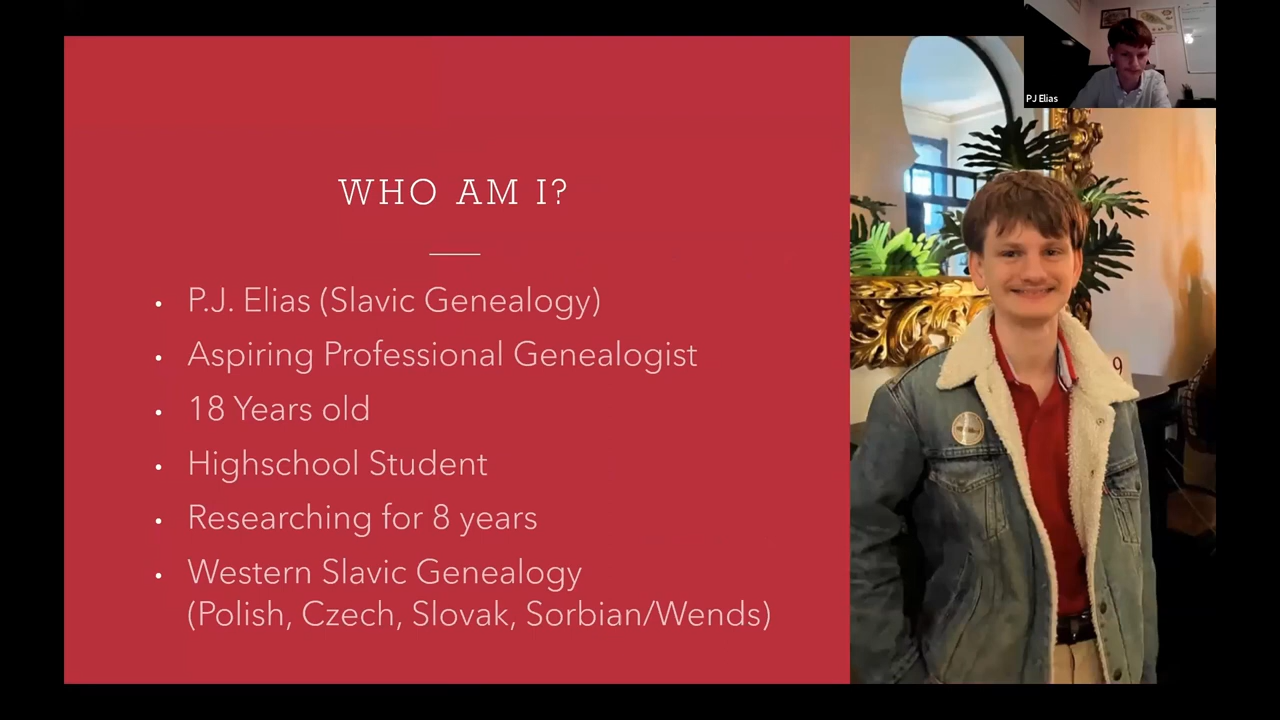 PJ Elias
WHO AM I?
P.J. Elias (Slavic Genealogy)
Aspiring Professional Genealogist
18 Years old
Highschool Student
Researching for 8 years
Western Slavic Genealogy
(Polish, Czech, Slovak, Sorbian/Wends)
9